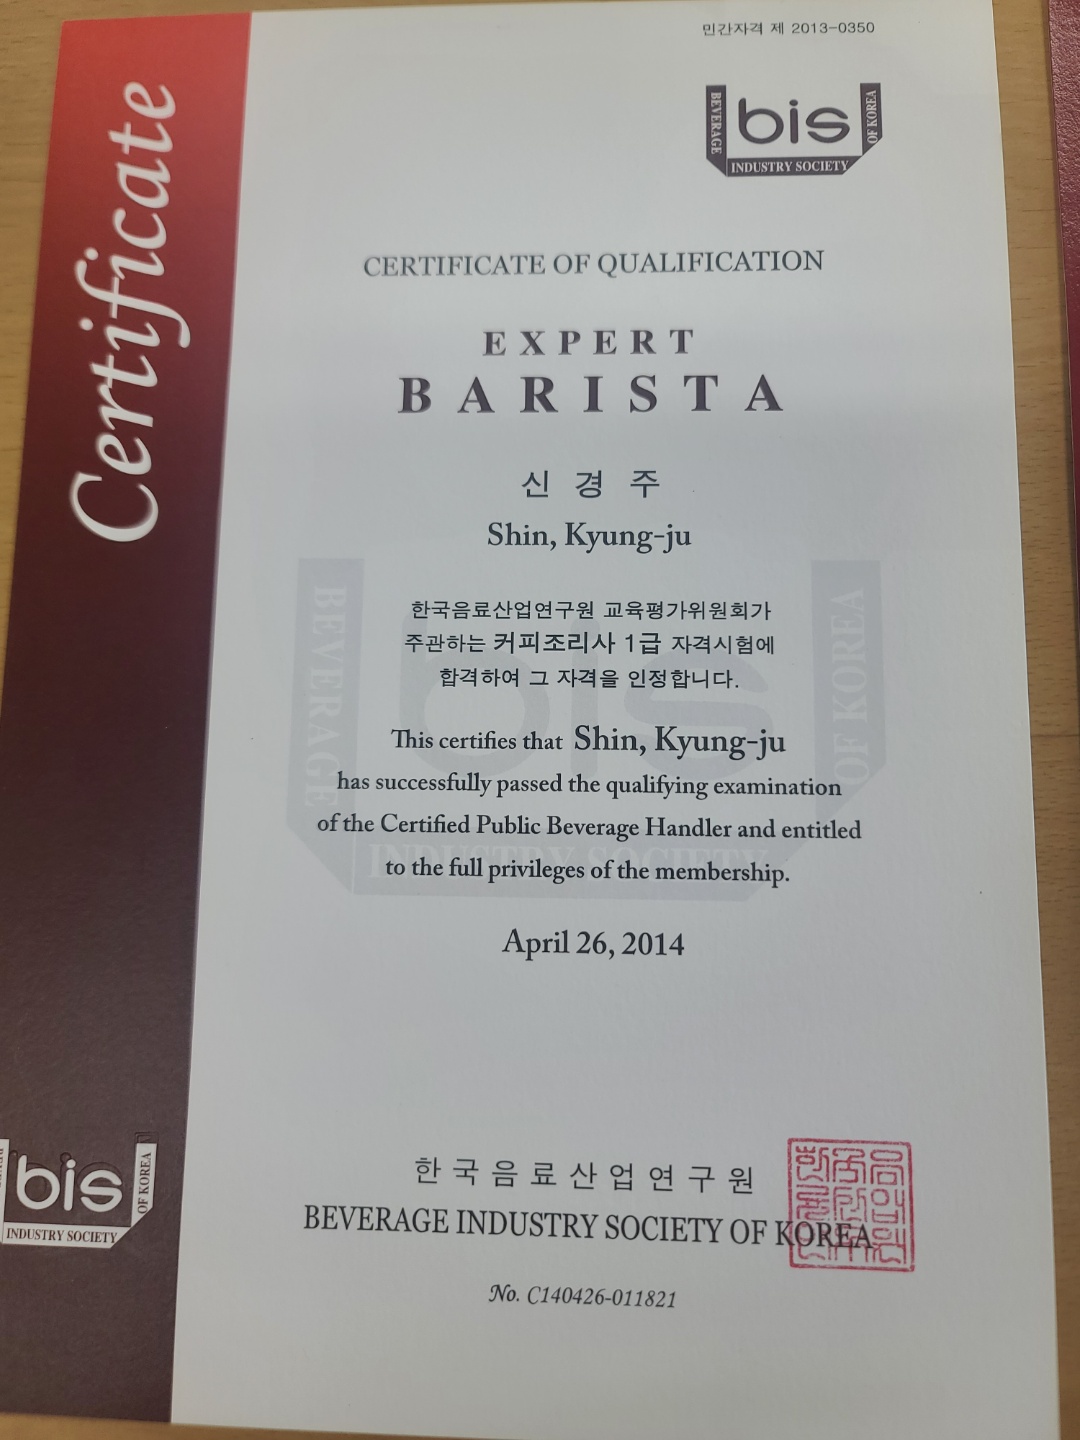 민간자격 제 2013-0350
BEVERAGE
bis
OF KOREA
INDUSTRY SOCIETY
Certificate
CERTIFICATE OF QUALIFICATION
EXPERT
BARISTA
신 경 주
Shin, Kyung-ju
한국음료산업연구원 교육평가위원회가
주관하는 커피조리사 1급 자격시험에
합격하여 그 자격을 인정합니다.
This certifies that Shin, Kyung-ju
has successfully passed the qualifying examination
of the Certified Public Beverage Handler and entitled
to the full privileges of the membership.
BEVERAGE
bis
OF KOREA
INDUSTRY SOCIETY
April 26, 2014
한국음료산업연구원
BEVERAGE INDUSTRY SOCIETY OF KOREA
No. C140426-011821
bis
OF KOREA
INDUSTRY SOCIETY